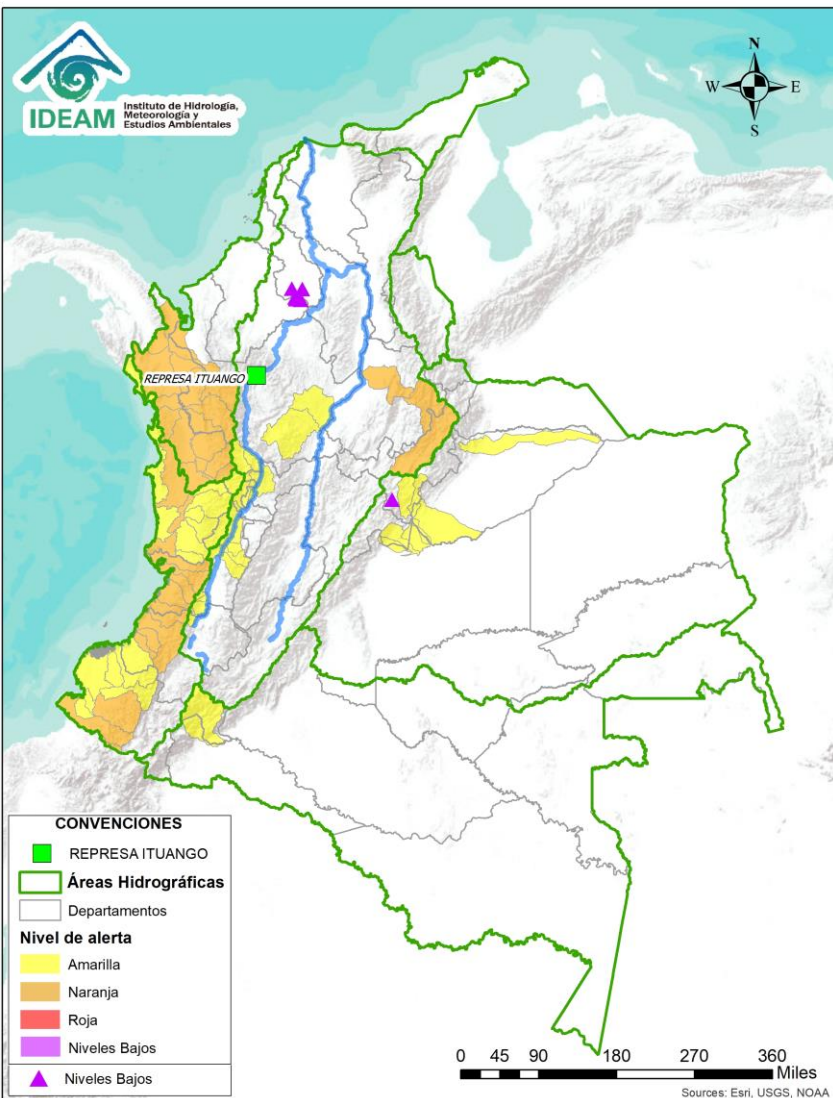 IDEAM
Instituto de Hidrología,
Meteorología y
Estudios Ambientales
N
W
E
S
REPRESA ITUANGO
CONVENCIONES
REPRESA ITUANGO
Áreas Hidrográficas
Departamentos
Nivel de alerta
Amarilla
Naranja
Roja
Niveles Bajos
Niveles Bajos
0 45 90 180 270 360
Miles
Sources: Esri, USGS, NOAA